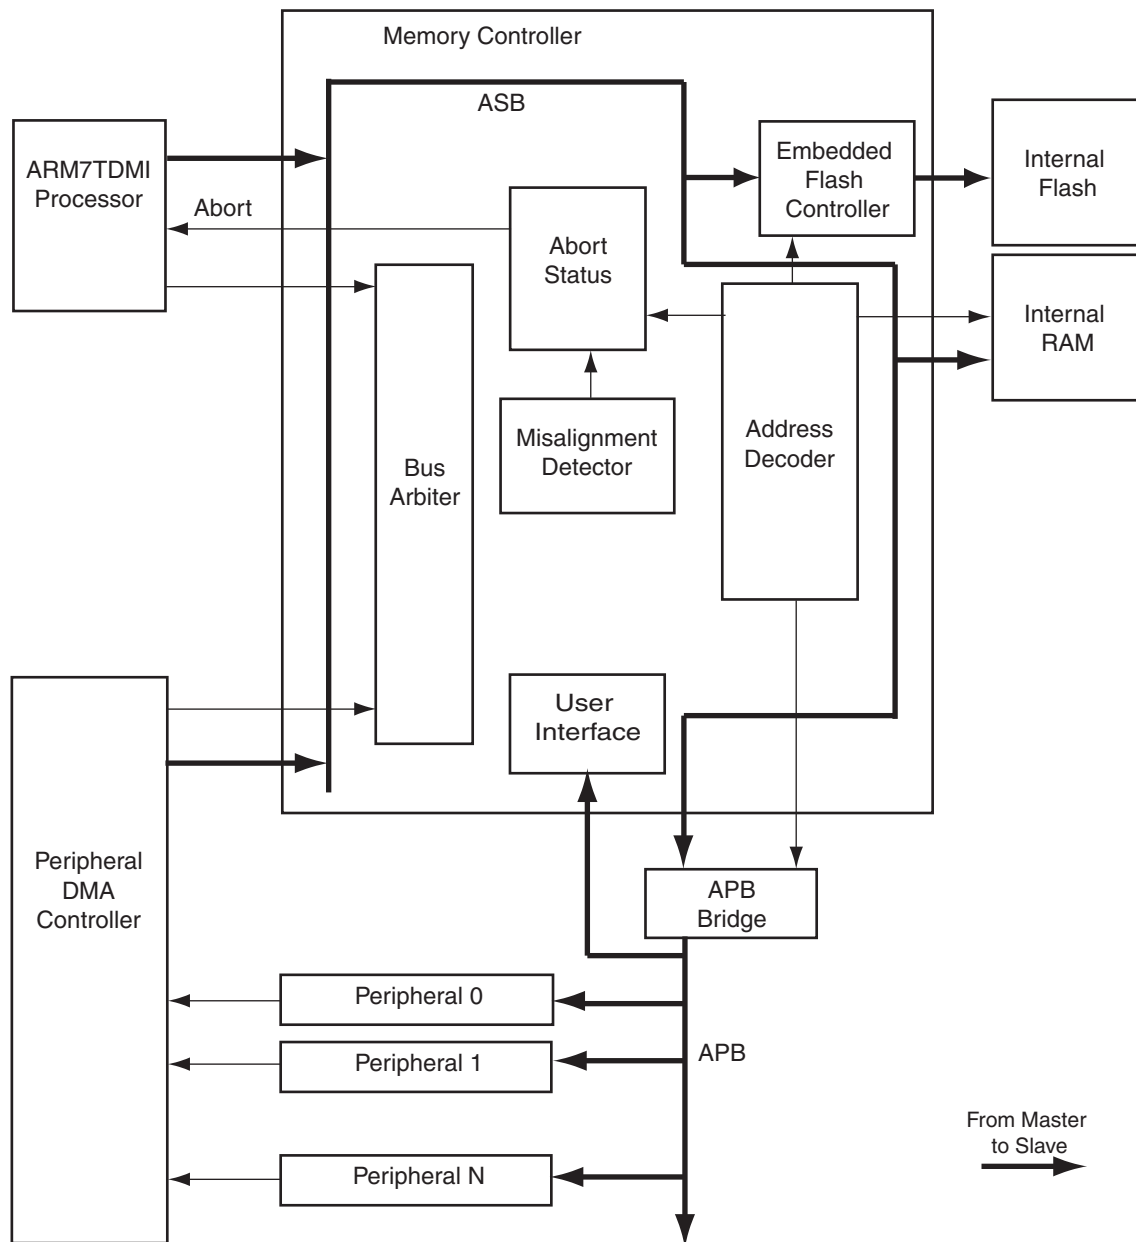 Memory Controller
ASB
ARM7TDMI
Processor
Embedded
Flash
Controller
Internal
Flash
Abort
Abort
Status
Internal
RAM
Misalignment
Detector
Address
Decoder
Bus
Arbiter
User
Interface
Peripheral
DMA
Controller
APB
Bridge
Peripheral 0
Peripheral 1
APB
Peripheral N
From Master
to Slave